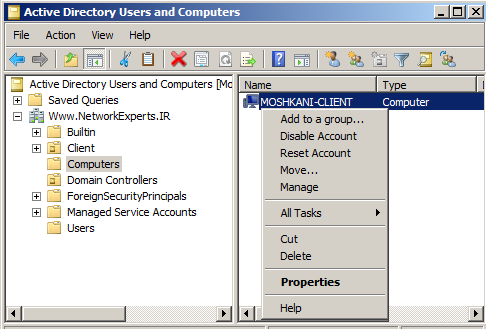 Active Directory Users and Computers
File Action View Help
Active Directory Users and Computers [Mo
Saved Queries
Www.NetworkExperts.IR
Builtin
Client
Computers
Domain Controllers
ForeignSecurityPrincipals
Managed Service Accounts
Users
Name Type
MOSHKANI-CLIENT Computer
Add to a group...
Disable Account
Reset Account
Move...
Manage
All Tasks
Cut
Delete
Properties
Help